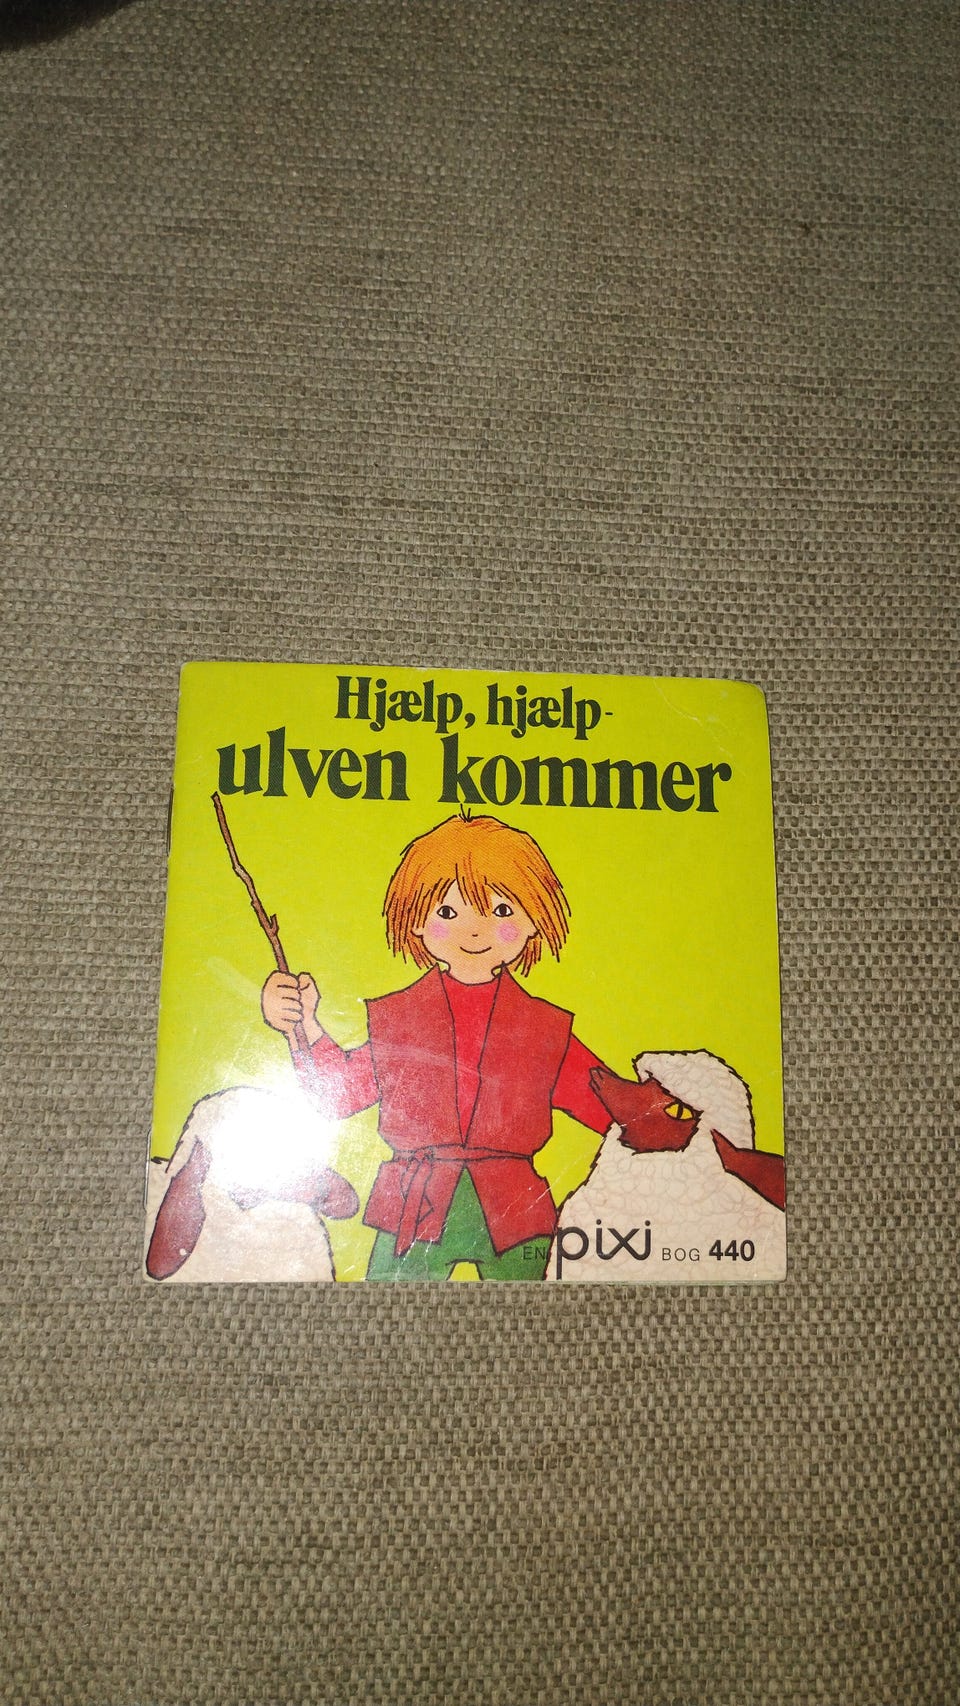 Hjælp, hjælp-
ulven kommer
EN pixi BOG 440